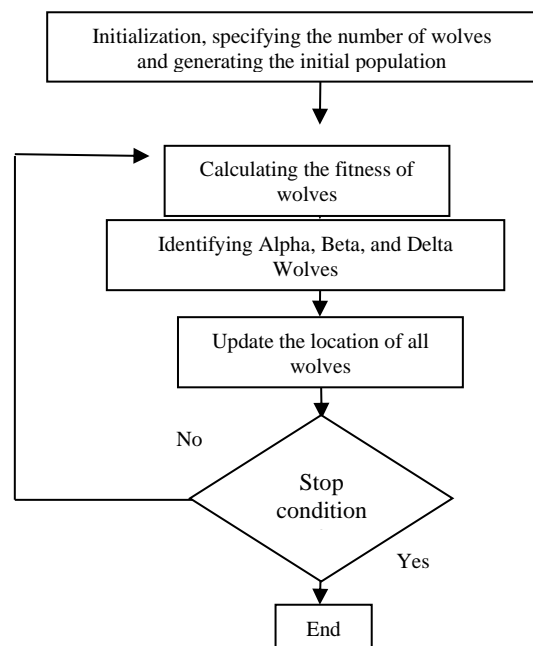 Initialization, specifying the number of wolves
and generating the initial population
Calculating the fitness of
wolves
Identifying Alpha, Beta, and Delta
Wolves
Update the location of all
wolves
No
Stop
condition
Yes
End